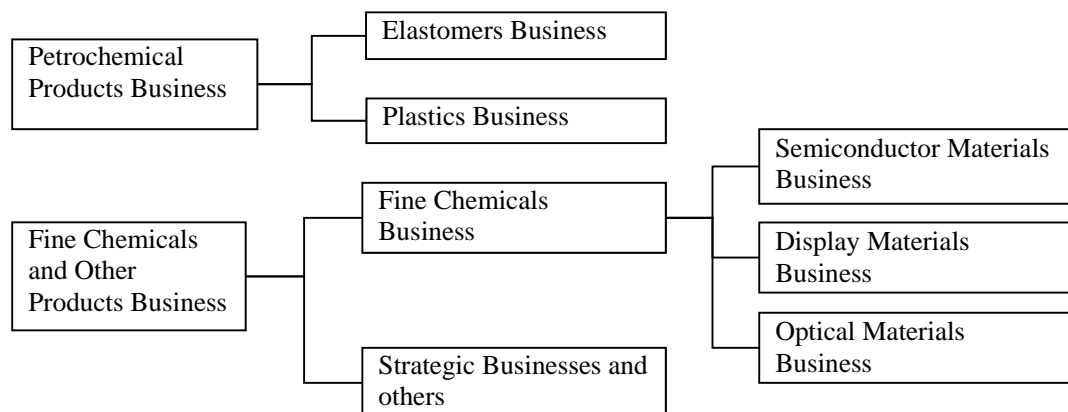 Petrochemical
Products Business
Elastomers Business
Plastics Business
Fine Chemicals
and Other
Products Business
Fine Chemicals
Business
Strategic Businesses and
others
Semiconductor Materials
Business
Display Materials
Business
Optical Materials
Business